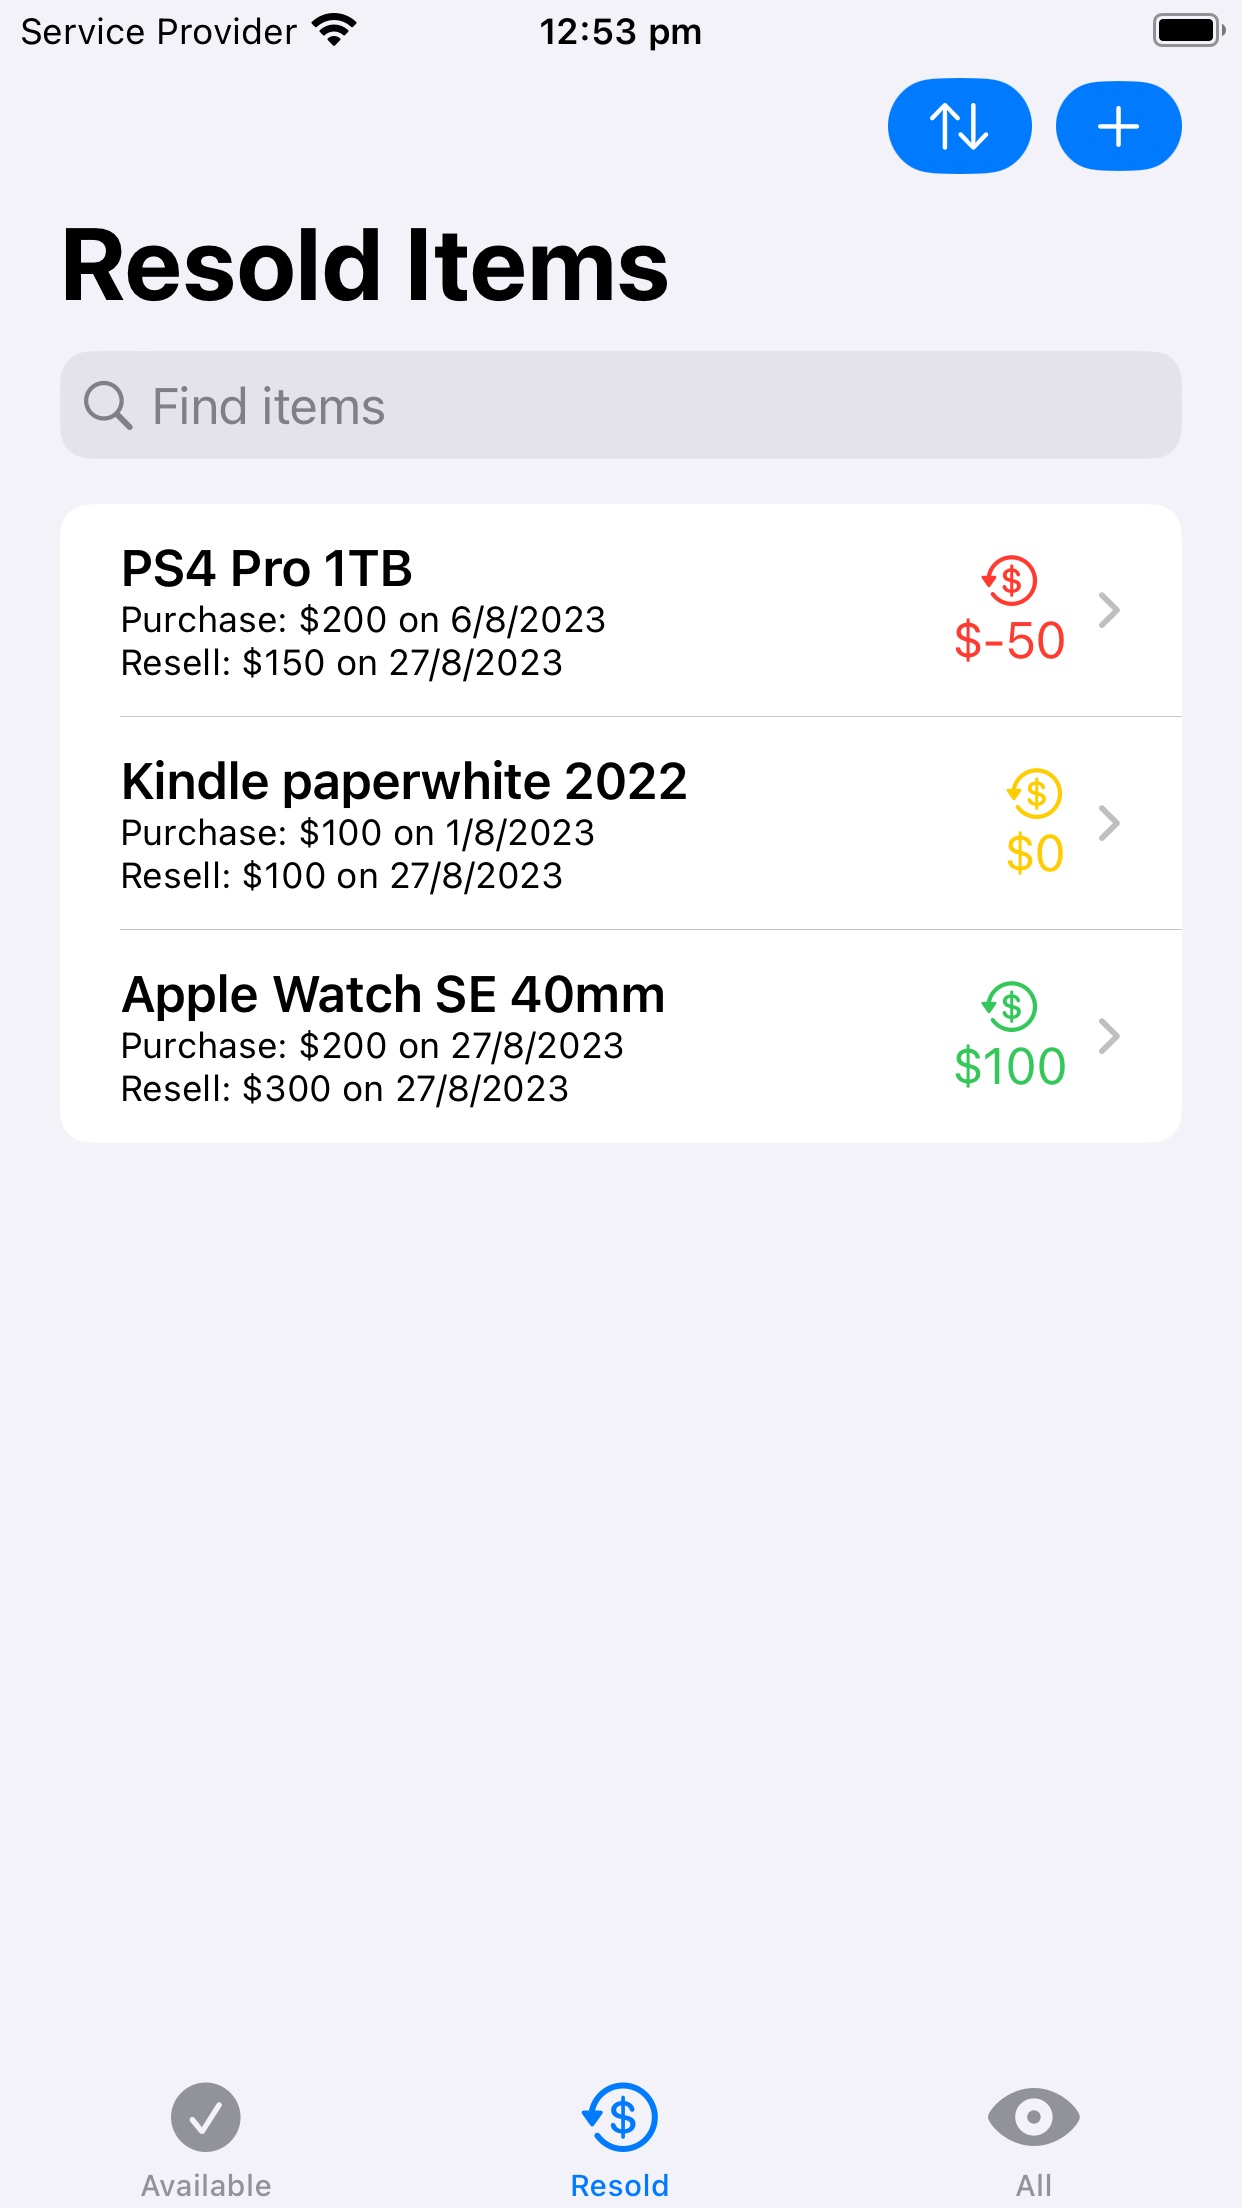 Service Provider
12:53 pm
Resold Items
Find items
PS4 Pro 1TB
Purchase: $200 on 6/8/2023
Resell: $150 on 27/8/2023
$-50
Kindle paperwhite 2022
Purchase: $100 on 1/8/2023
Resell: $100 on 27/8/2023
$0
Apple Watch SE 40mm
Purchase: $200 on 27/8/2023
Resell: $300 on 27/8/2023
$100
Available
Resold
All